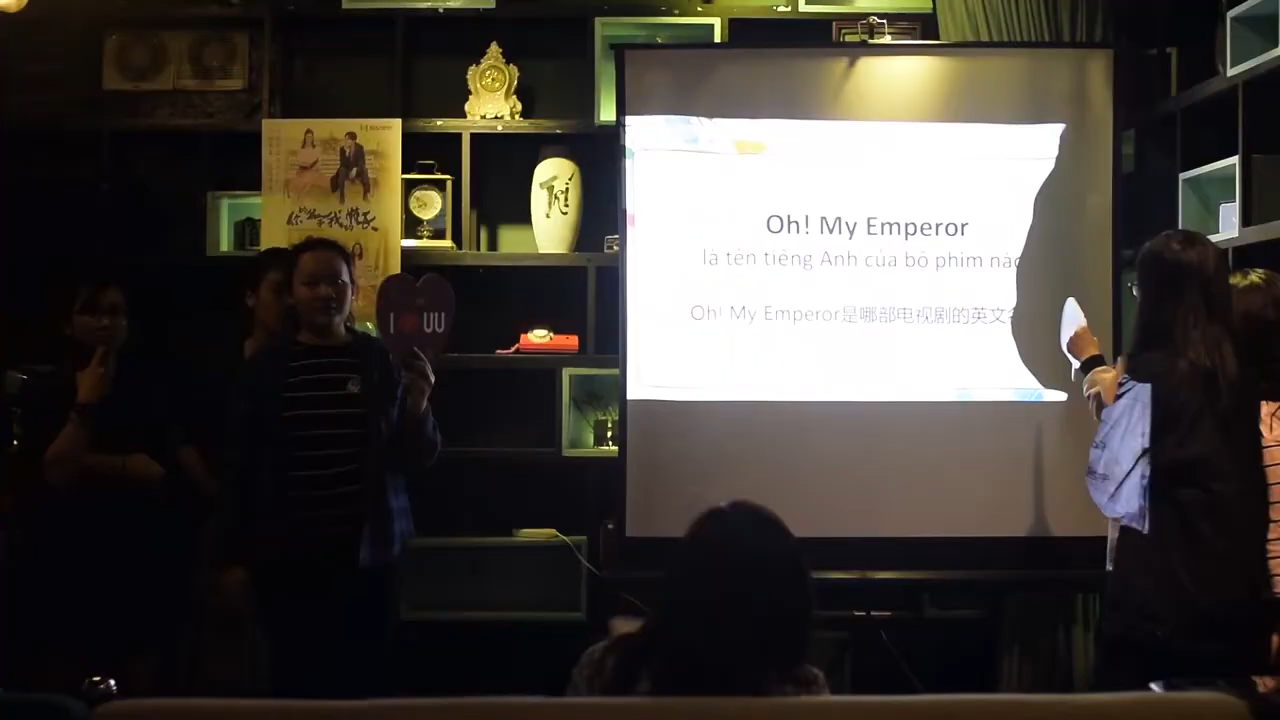 Oh! My Emperor
là tên tiếng Anh của bộ phim nào
Oh! My Emperor是哪部电视剧的英文名
I UU